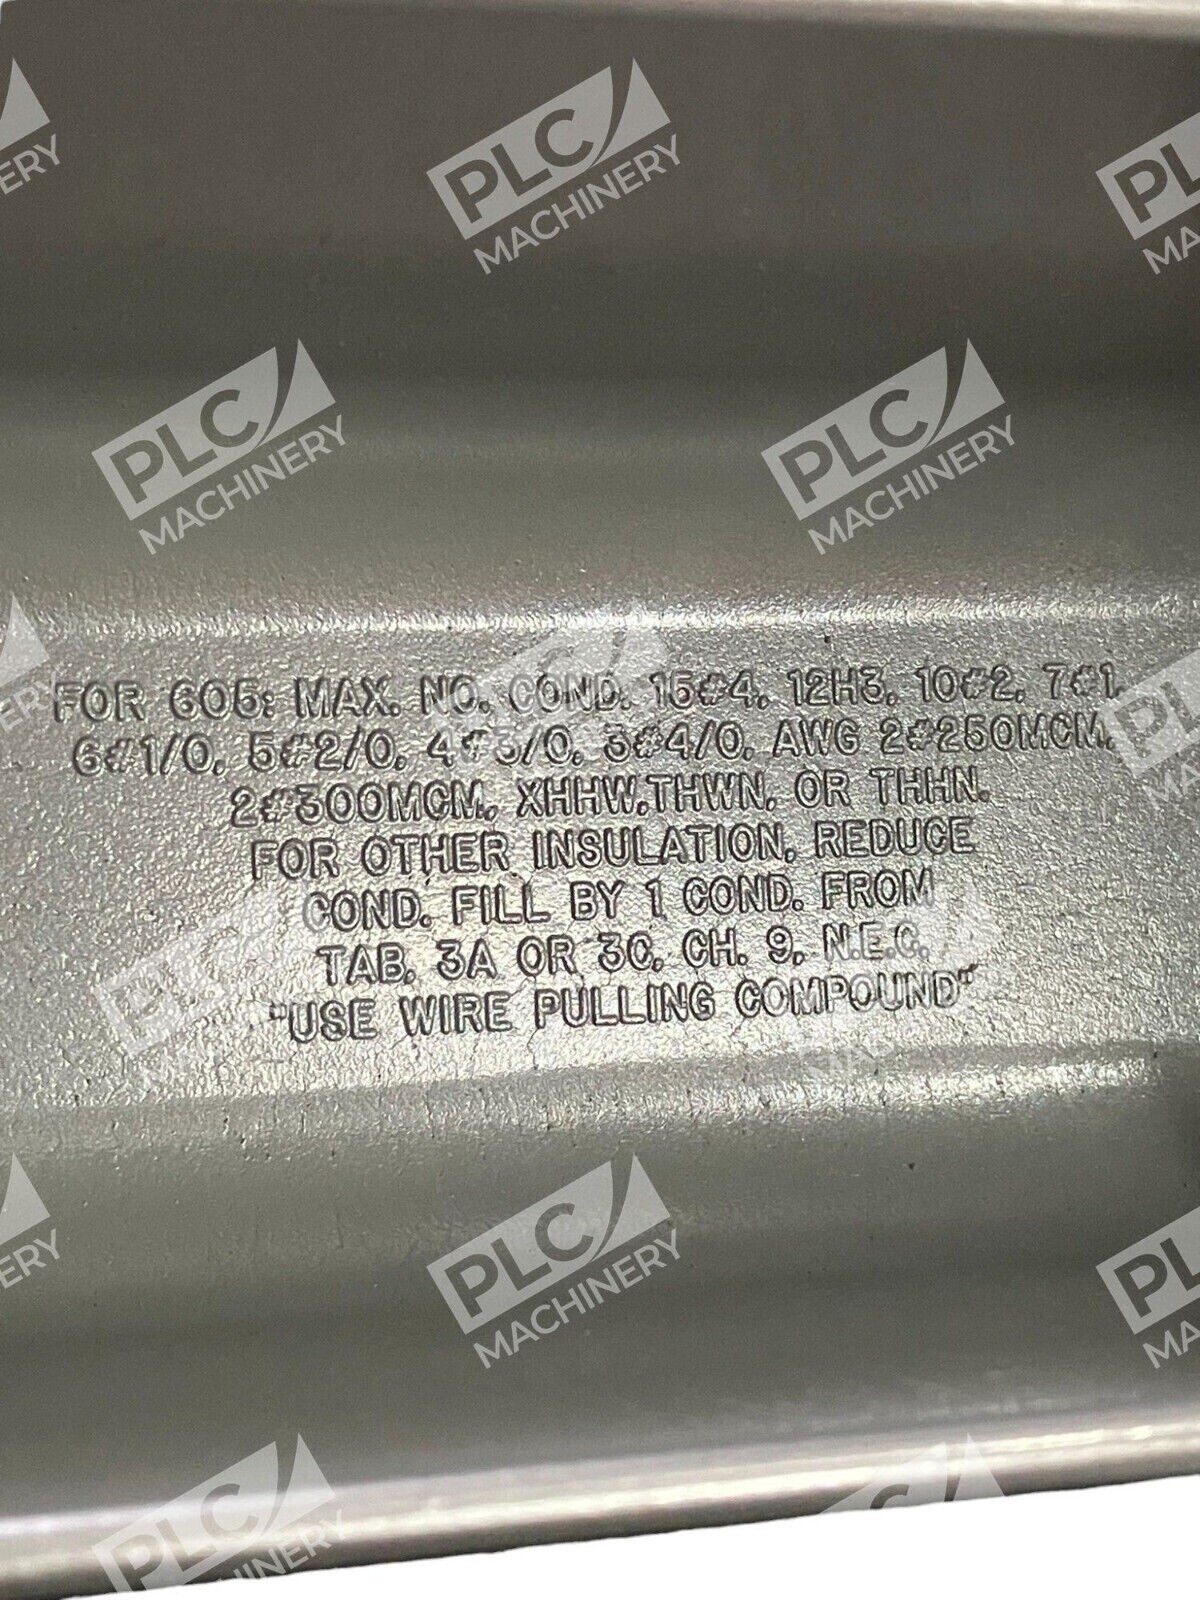 PLC
MACHINERY
FOR 605: MAX. NO. COND. 15#4, 12H3, 10#2, 7#1,
6#1/0, 5#2/0, 4#3/0, 3#4/0, AWG 2#250MCM,
2#300MCM, XHHW, THWN, OR THHN.
FOR OTHER INSULATION, REDUCE
COND. FILL BY 1 COND. FROM
TAB. 3A OR 3C, CH. 9, N.E.C.
"USE WIRE PULLING COMPOUND"